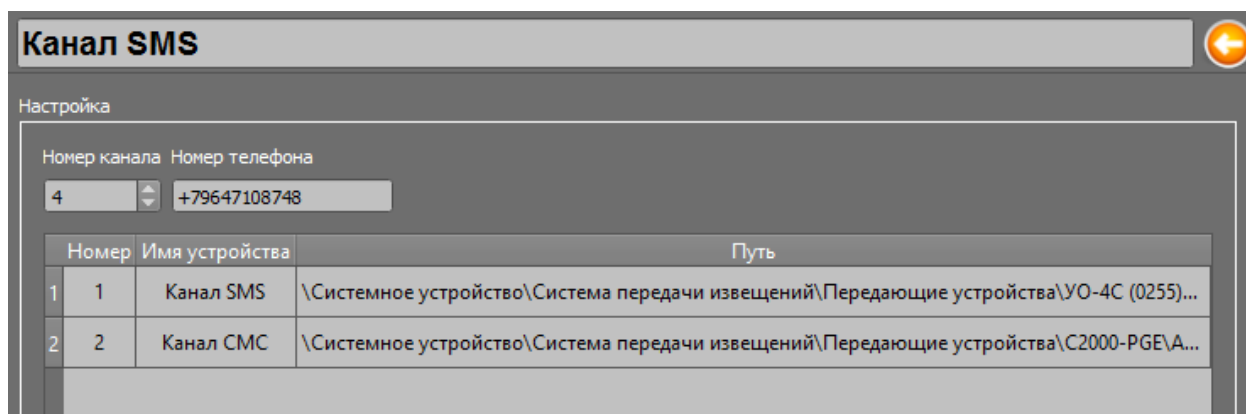 Канал SMS
Настройка
Номер канала Номер телефона
4 +79647108748
Номер Имя устройства Путь
1 1 Канал SMS \Системное устройство\Система передачи извещений\Передающие устройства\УО-4С (0255)...
2 2 Канал СМС \Системное устройство\Система передачи извещений\Передающие устройства\С2000-PGE\А...